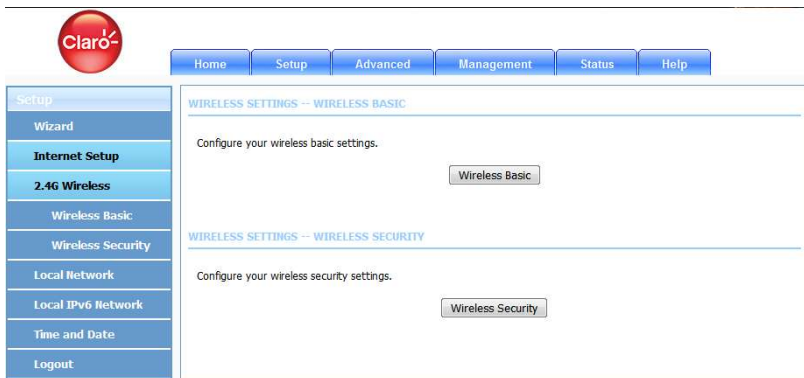 Claro-
Home Setup Advanced Management Status Help
Setup
Wizard
Internet Setup
2.4G Wireless
Wireless Basic
Wireless Security
Local Network
Local IPv6 Network
Time and Date
Logout
WIRELESS SETTINGS -- WIRELESS BASIC
Configure your wireless basic settings.
Wireless Basic
WIRELESS SETTINGS -- WIRELESS SECURITY
Configure your wireless security settings.
Wireless Security